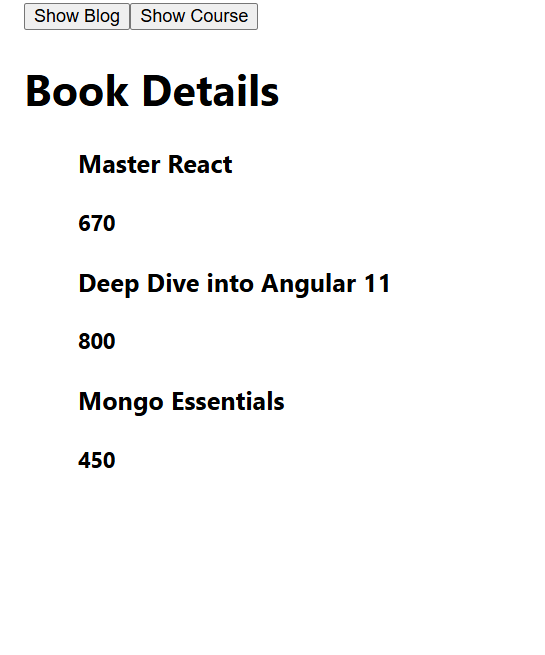 Show Blog Show Course
Book Details
Master React
670
Deep Dive into Angular 11
800
Mongo Essentials
450